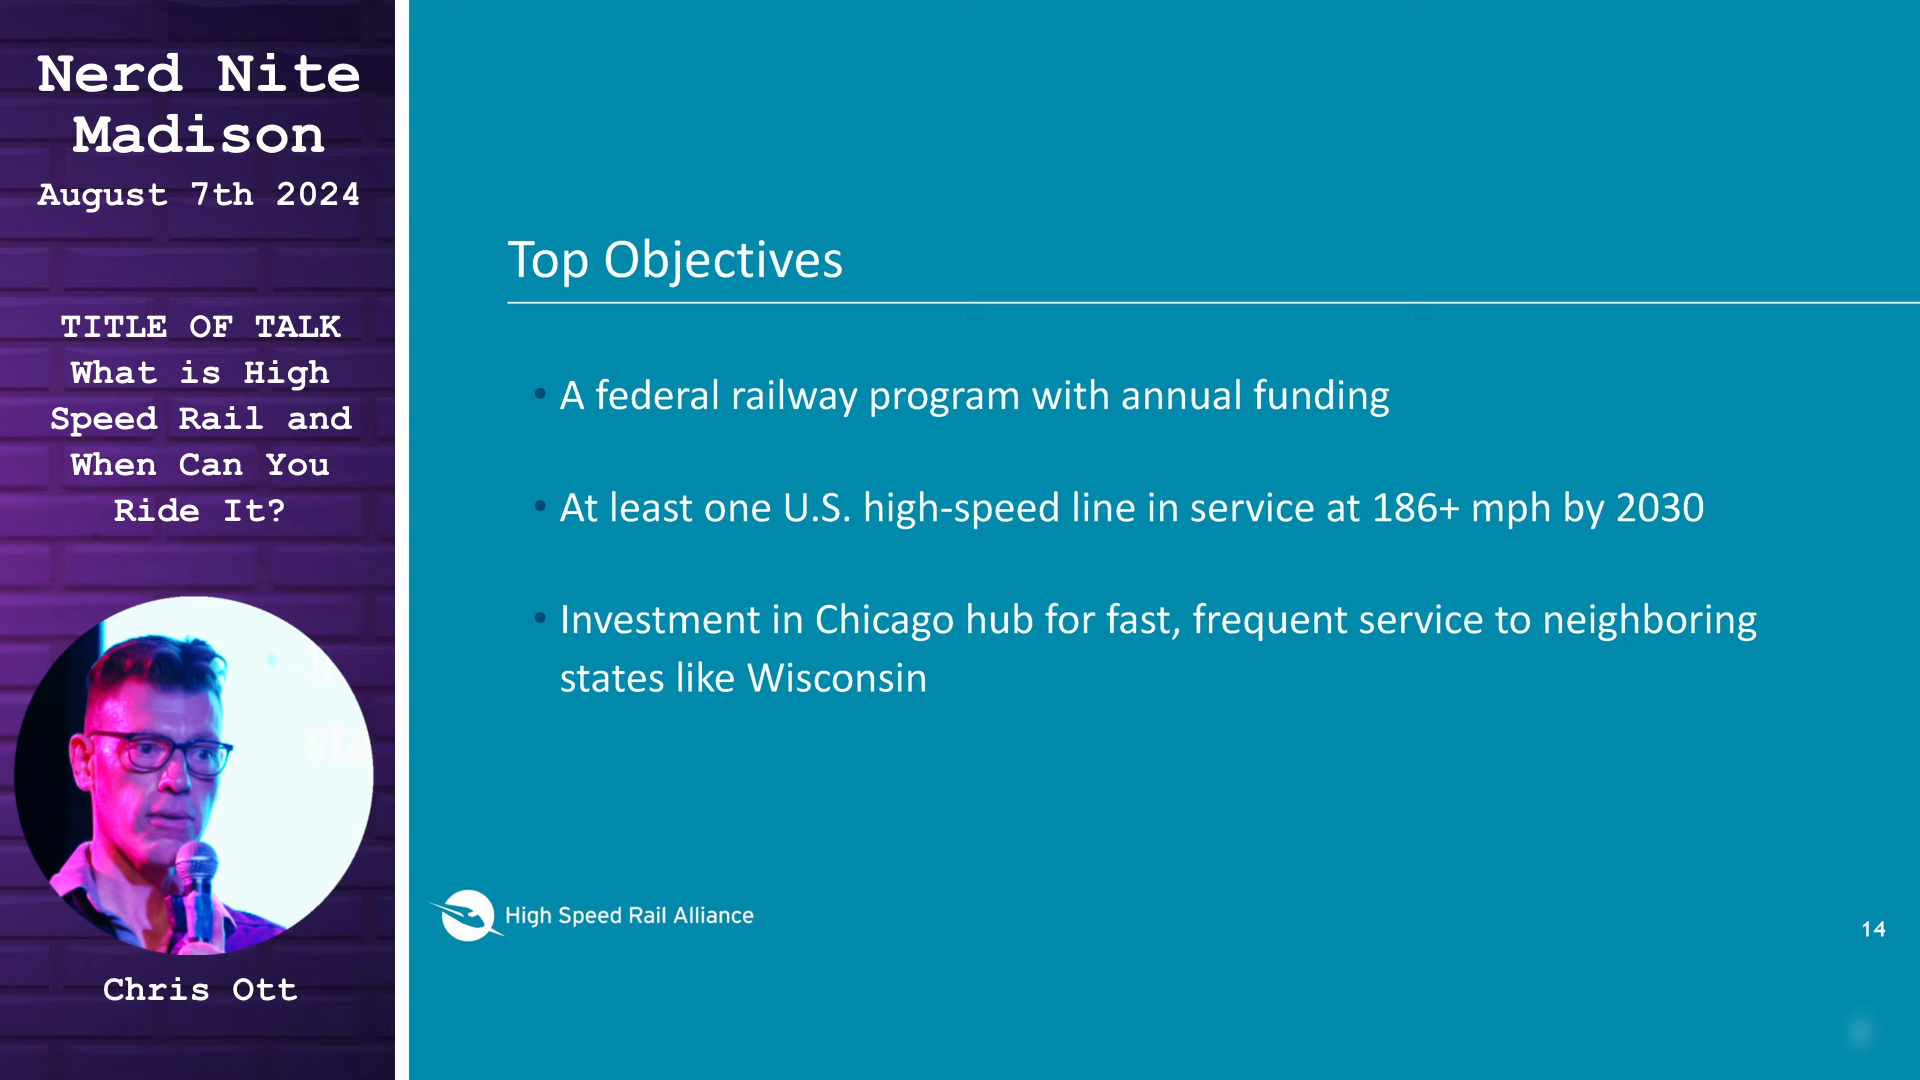 Nerd Nite
Madison
August 7th 2024
TITLE OF TALK
What is High
Speed Rail and
When Can You
Ride It?
Chris Ott
Top Objectives
• A federal railway program with annual funding
• At least one U.S. high-speed line in service at 186+ mph by 2030
• Investment in Chicago hub for fast, frequent service to neighboring
states like Wisconsin
High Speed Rail Alliance
14